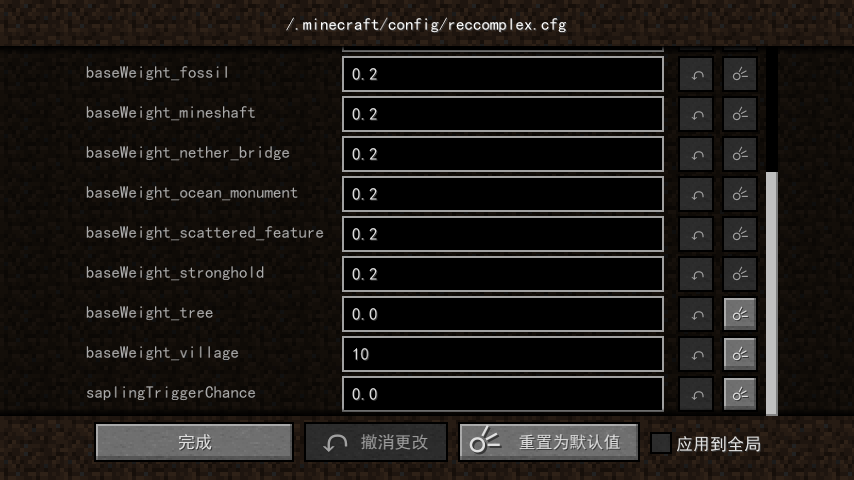 /.minecraft/config/reccomplex.cfg
baseWeight_fossil 0.2
baseWeight_mineshaft 0.2
baseWeight_nether_bridge 0.2
baseWeight_ocean_monument 0.2
baseWeight_scattered_feature 0.2
baseWeight_stronghold 0.2
baseWeight_tree 0.0
baseWeight_village 10
saplingTriggerChance 0.0
完成 撤消更改 重置为默认值 应用到全局